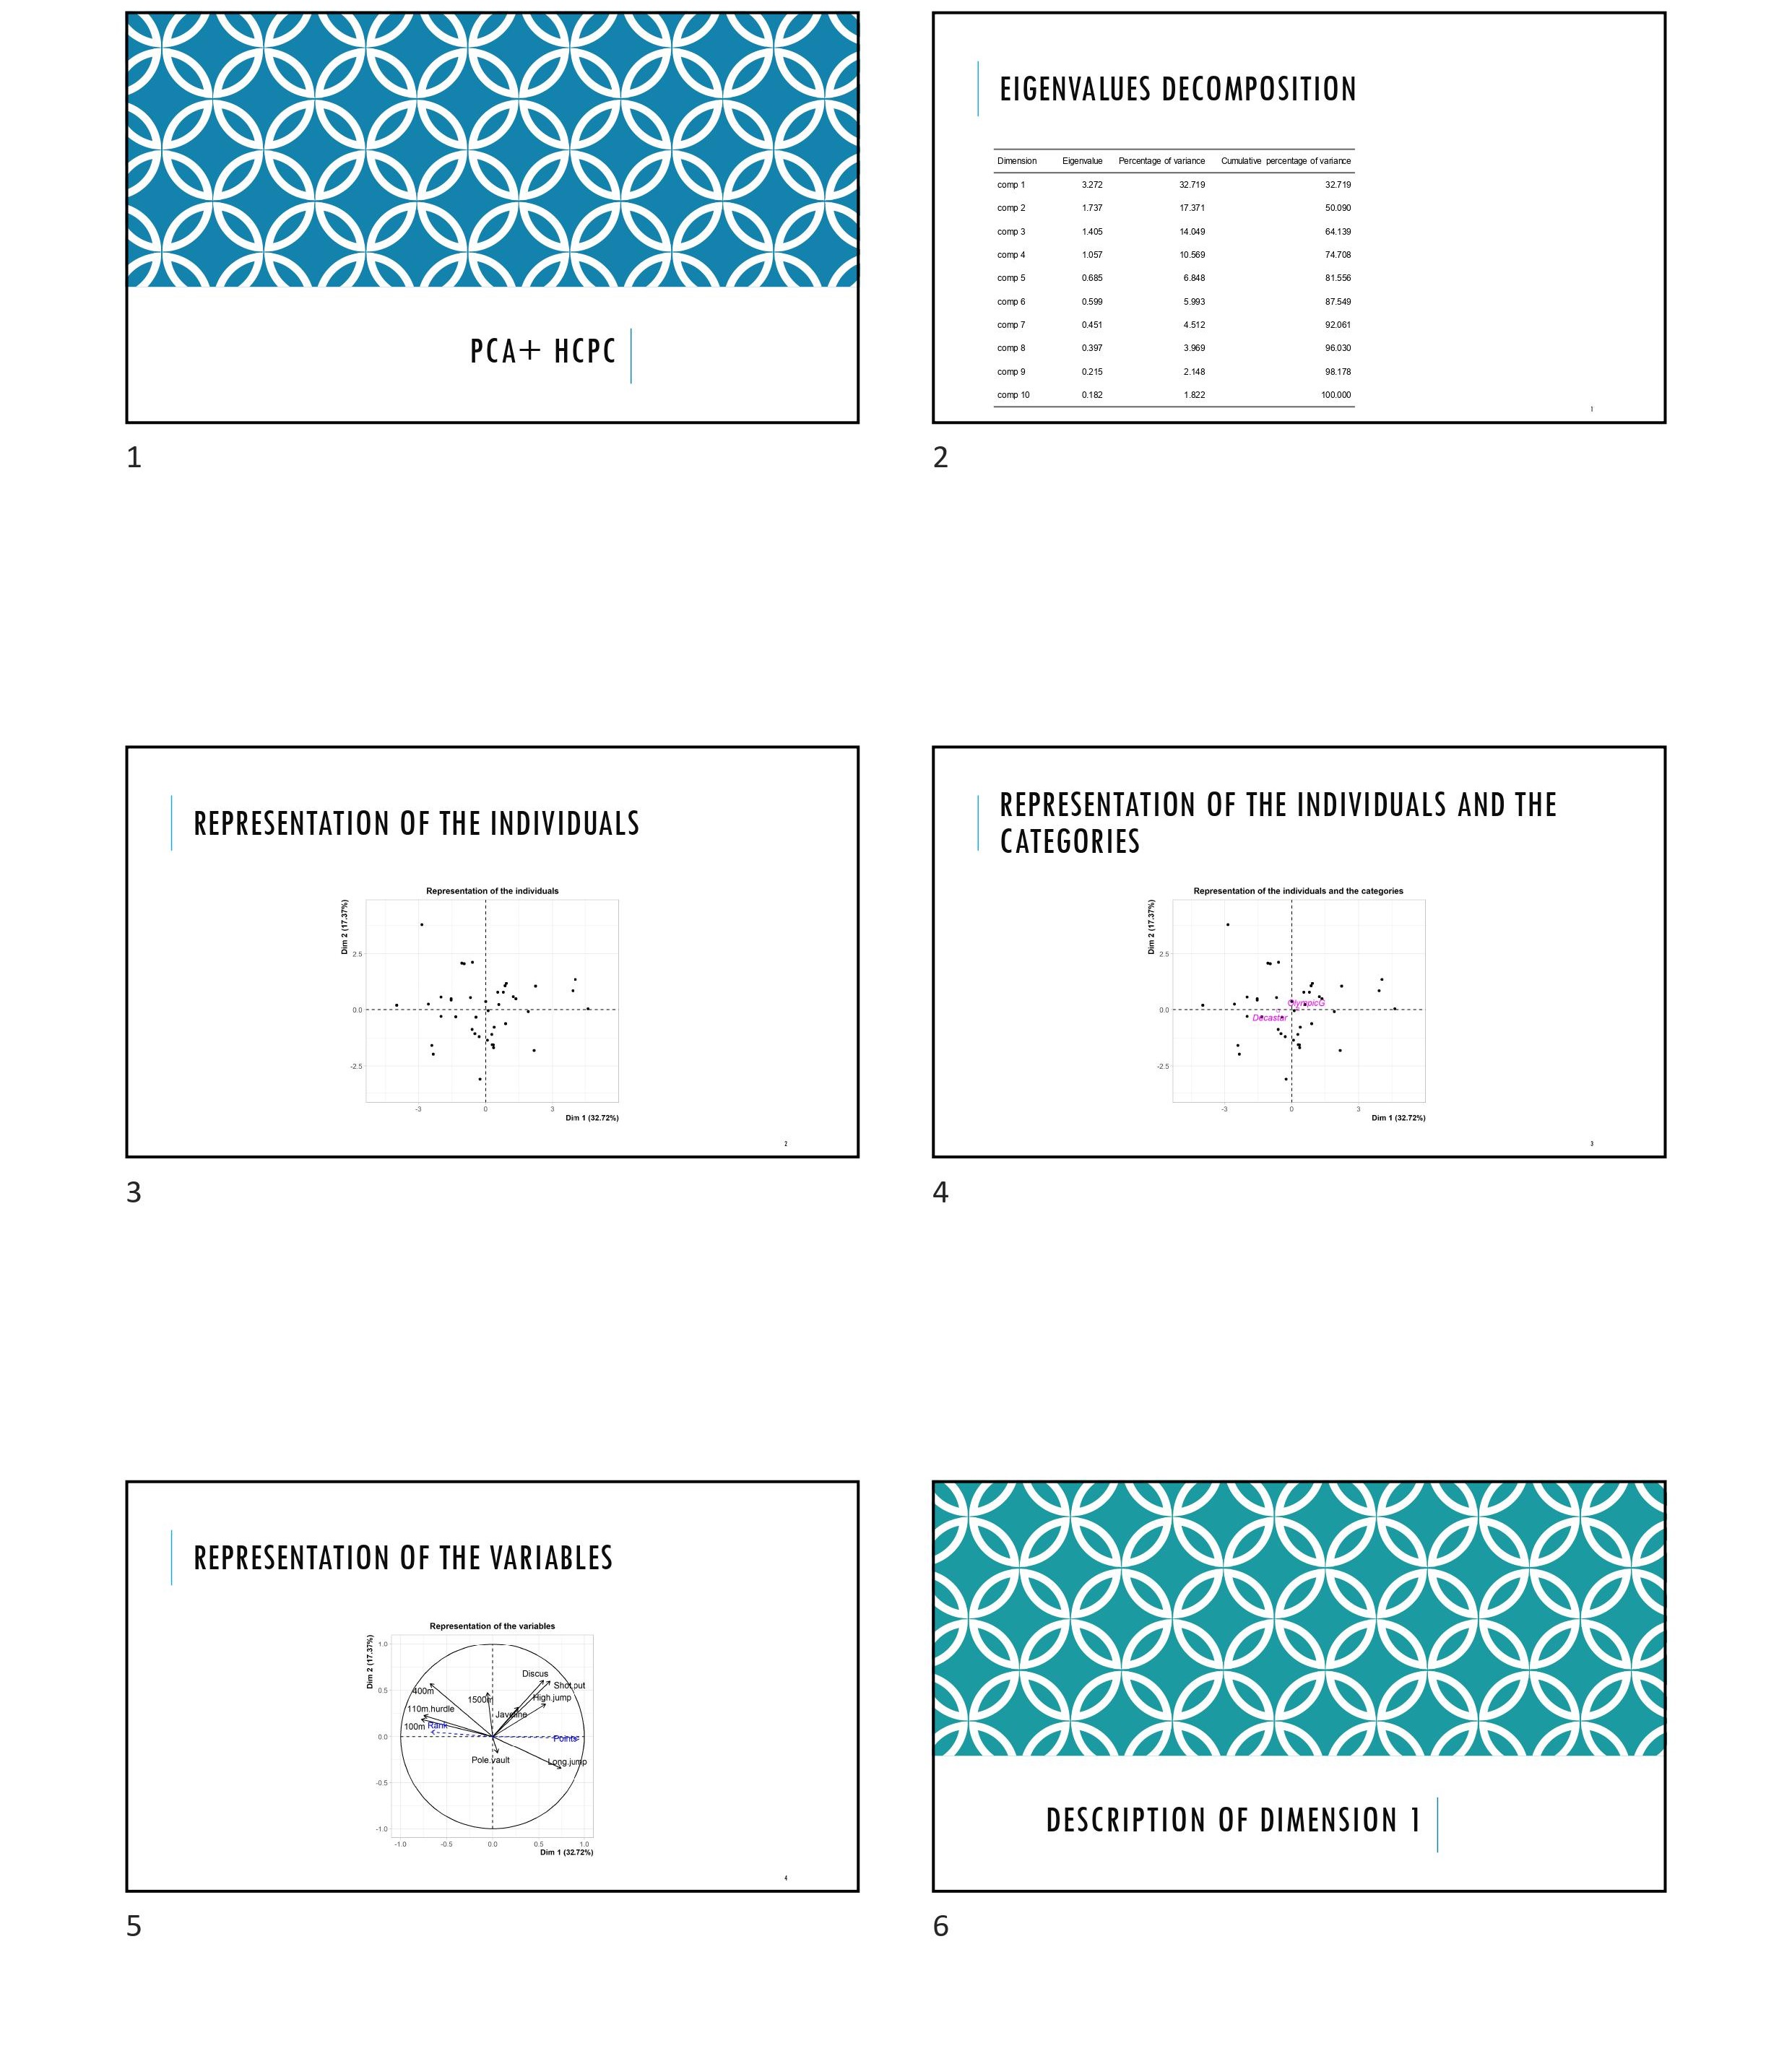 PCA+ HCPC
1
EIGENVALUES DECOMPOSITION
Dimension Eigenvalue Percentage of variance Cumulative percentage of variance
comp 1 3.272 32.719 32.719
comp 2 1.737 17.371 50.090
comp 3 1.405 14.049 64.139
comp 4 1.057 10.569 74.708
comp 5 0.685 6.848 81.556
comp 6 0.599 5.993 87.549
comp 7 0.451 4.512 92.061
comp 8 0.397 3.969 96.030
comp 9 0.215 2.148 98.178
comp 10 0.182 1.822 100.000
1
2
REPRESENTATION OF THE INDIVIDUALS
Representation of the individuals
Dim 2 (17.37%)
2.5
0.0
-2.5
-3 0 3
Dim 1 (32.72%)
2
3
REPRESENTATION OF THE INDIVIDUALS AND THE
CATEGORIES
Representation of the individuals and the categories
Dim 2 (17.37%)
2.5
OlympicG
0.0
Decastar
-2.5
-3 0 3
Dim 1 (32.72%)
3
4
REPRESENTATION OF THE VARIABLES
Representation of the variables
Dim 2 (17.37%)
1.0
Discus
0.5
400m
Shot.put
1500m
High.jump
110m.hurdle
Javeline
100m
Rank
0.0
Points
Pole.vault
Long.jump
-0.5
-1.0
-1.0 -0.5 0.0 0.5 1.0
Dim 1 (32.72%)
4
5
DESCRIPTION OF DIMENSION 1
6